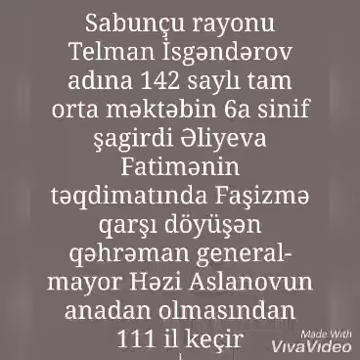 Sabunçu rayonu
Telman İsgəndərov
adına 142 saylı tam
orta məktəbin 6a sinif
şagirdi Əliyeva
Fatimənin
təqdimatında Faşizmə
qarşı döyüşən
qəhrəman general-
mayor Həzi Aslanovun
anadan olmasından
111 il keçir
Made With
VivaVideo